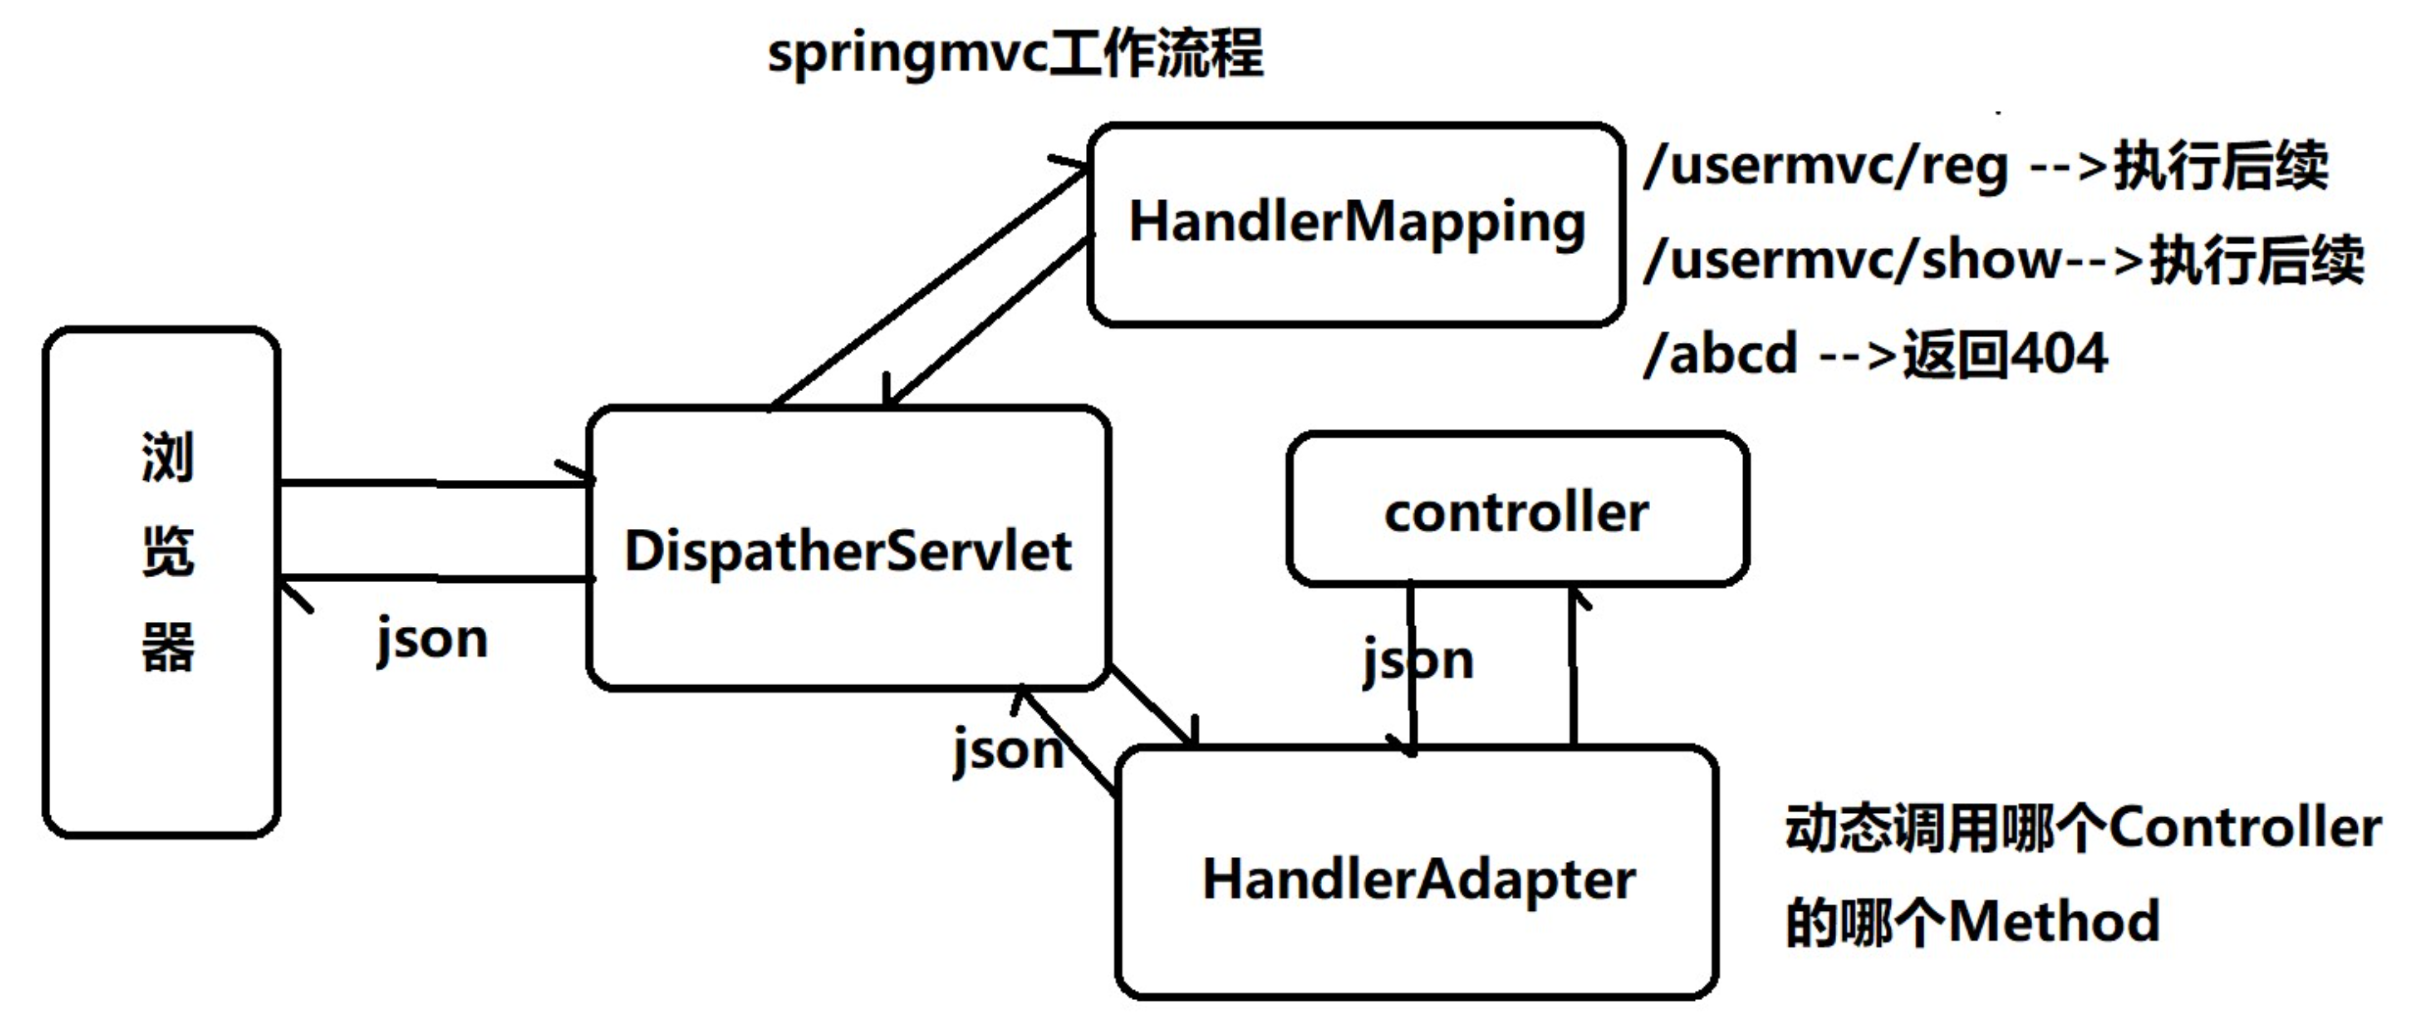 springmvc工作流程
HandlerMapping
/usermvc/reg -->执行后续
/usermvc/show-->执行后续
/abcd -->返回404
浏
览
器
DispatherServlet
controller
json
json
json
HandlerAdapter
动态调用哪个Controller
的哪个Method